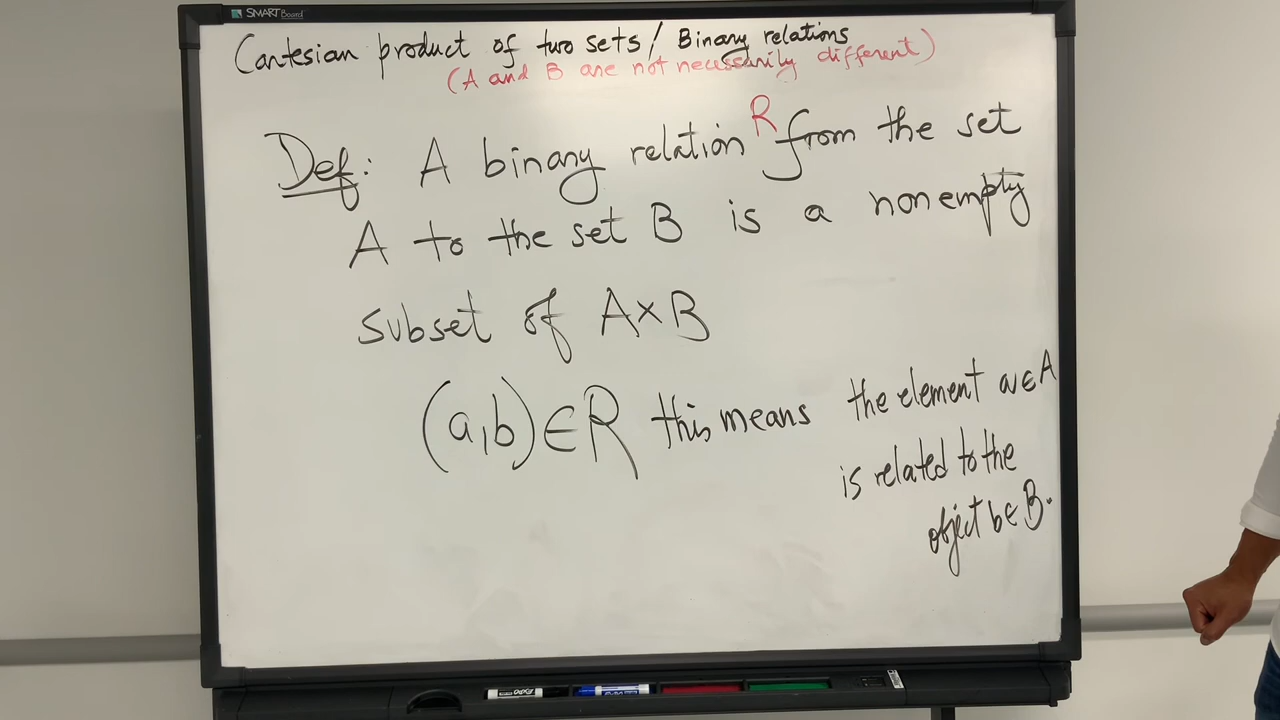 SMART Board
Cartesian product of two sets / Binary relations
(A and B are not necessarily different)
Def: A binary relation R from the set
A to the set B is a nonempty
subset of A×B
(a,b)∈R this means the element a∈A
is related to the
object b∈B.